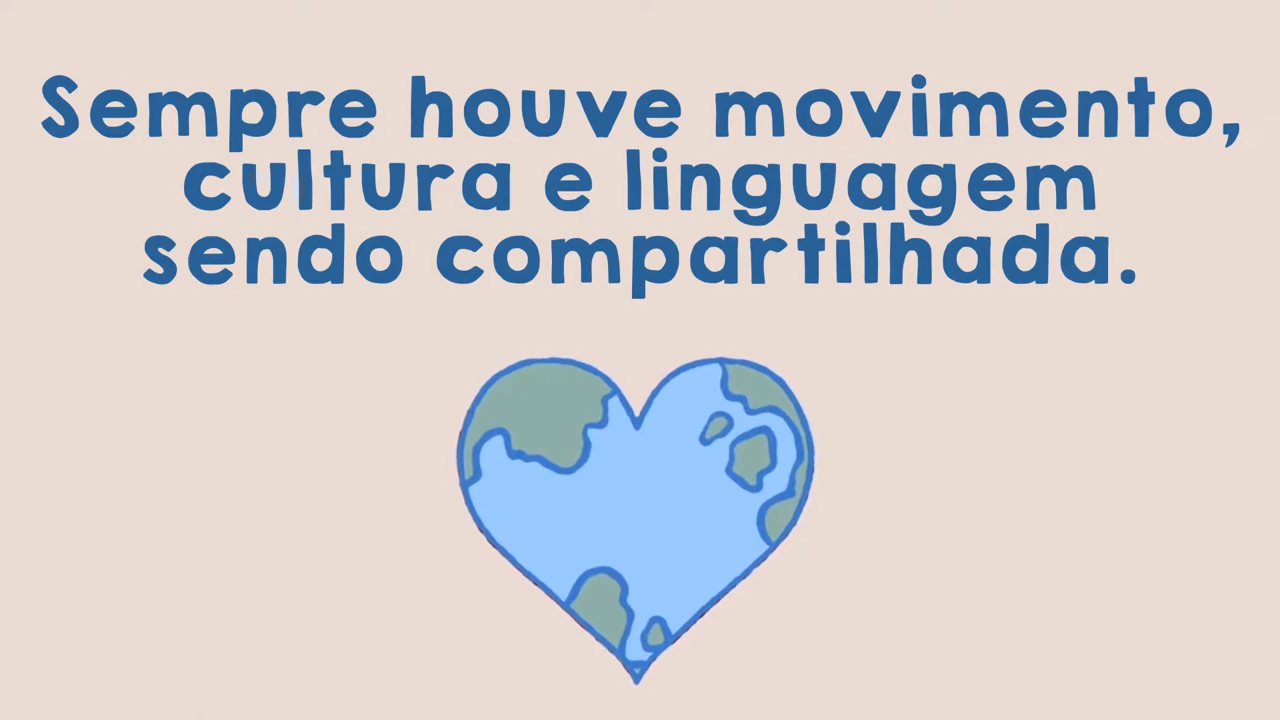 Sempre houve movimento,
cultura e linguagem
sendo compartilhada.